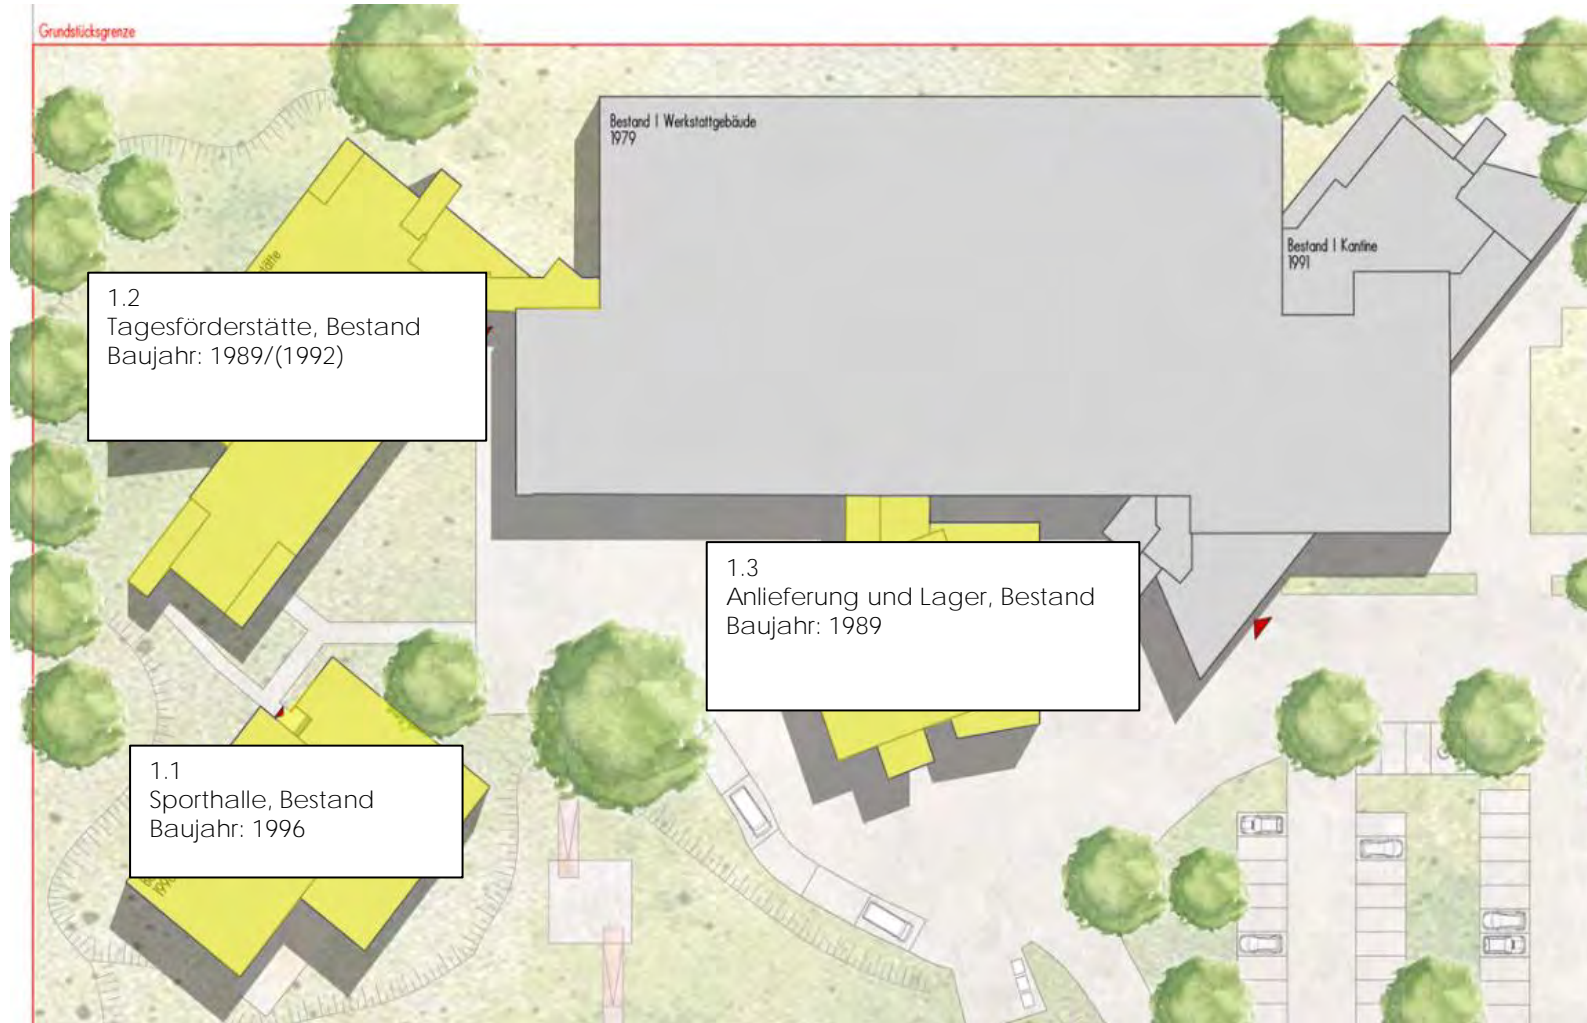 Grundstücksgrenze
Bestand | Werkstattgebäude
1979
Bestand | Kantine
1991
1.2
Tagesförderstätte, Bestand
Baujahr: 1989/(1992)
1.3
Anlieferung und Lager, Bestand
Baujahr: 1989
1.1
Sporthalle, Bestand
Baujahr: 1996